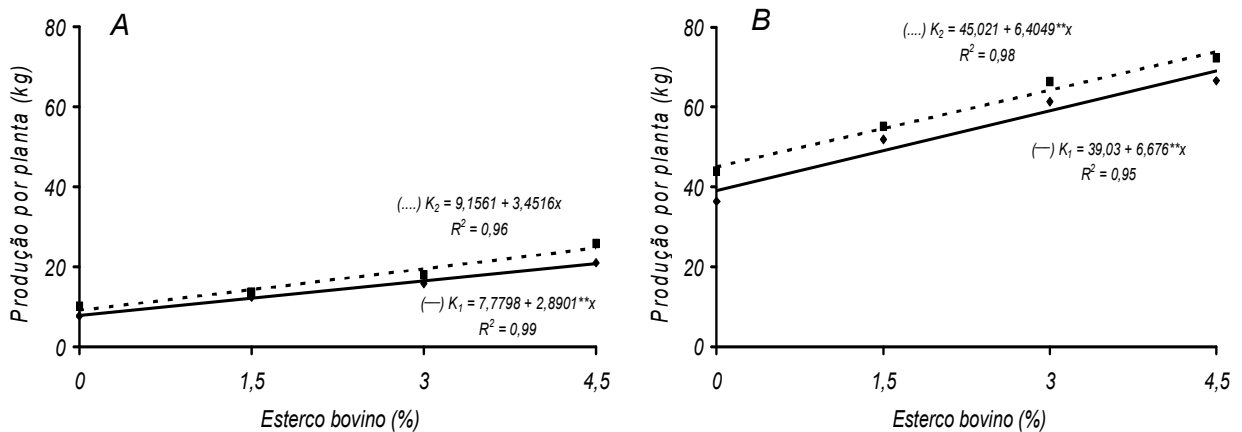 A
Produção por planta (kg)
80
60
40
20
0
(....) K₂ = 9,1561 + 3,4516x
R² = 0,96
(—) K₁ = 7,7798 + 2,8901**x
R² = 0,99
0 1,5 3 4,5
Esterco bovino (%)
B
Produção por planta (kg)
80
60
40
20
0
(....) K₂ = 45,021 + 6,4049**x
R² = 0,98
(—) K₁ = 39,03 + 6,676**x
R² = 0,95
0 1,5 3 4,5
Esterco bovino (%)